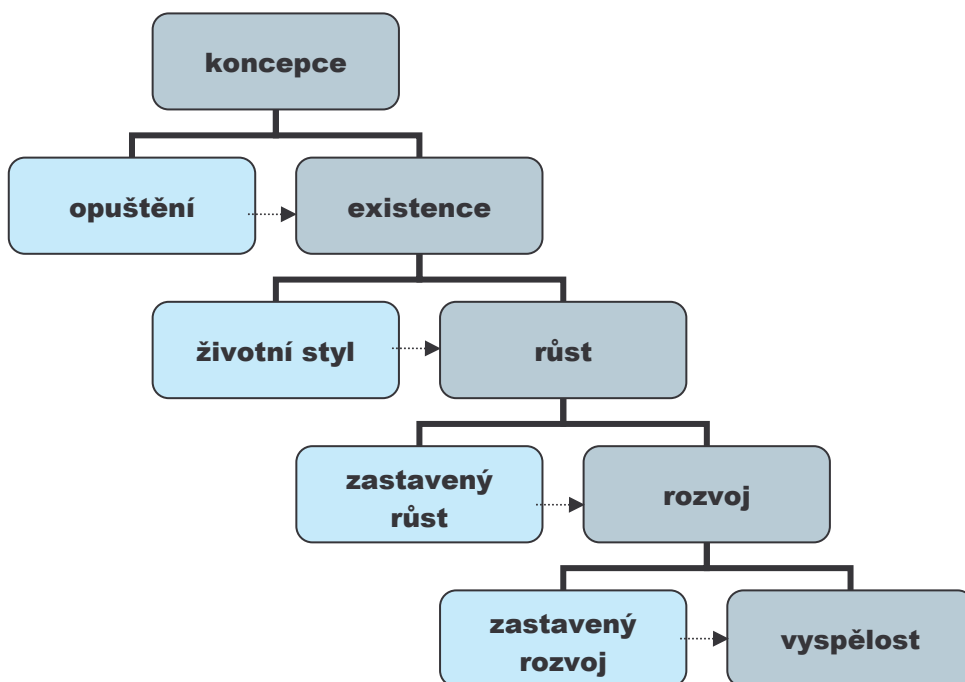 koncepce
opuštění
existence
životní styl
růst
zastavený
růst
rozvoj
zastavený
rozvoj
vyspělost